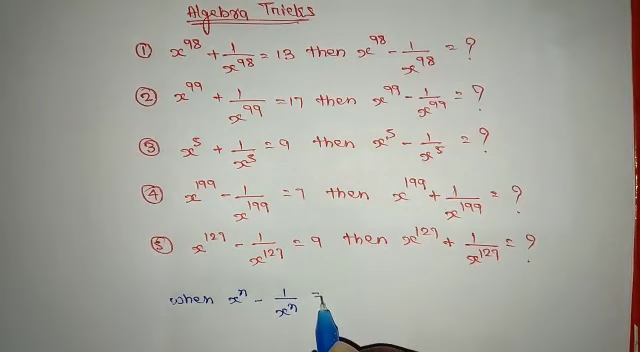 Algebra Tricks
① x^98 + 1/x^98 = 13 then x^98 - 1/x^98 = ?
② x^99 + 1/x^99 = 17 then x^99 - 1/x^99 = ?
③ x^5 + 1/x^5 = 9 then x^5 - 1/x^5 = ?
④ x^199 - 1/x^199 = 7 then x^199 + 1/x^199 = ?
⑤ x^127 - 1/x^127 = 9 then x^127 + 1/x^127 = ?
when x^n - 1/x^n =